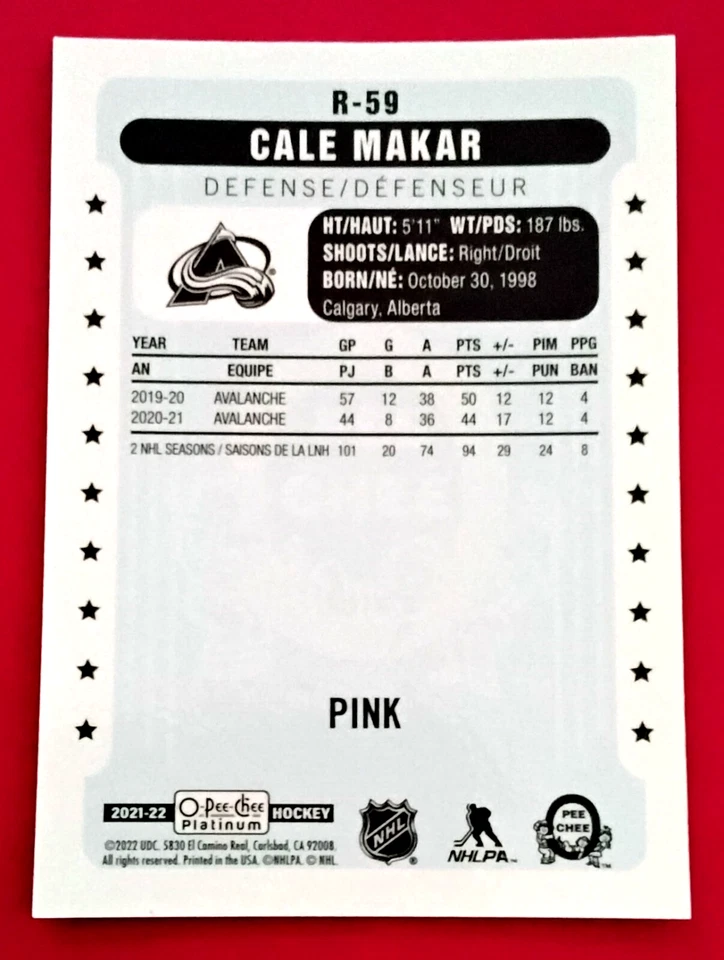 R-59
CALE MAKAR
DEFENSE/DÉFENSEUR
HT/HAUT: 5'11" WT/PDS: 187 lbs.
SHOOTS/LANCE: Right/Droit
BORN/NÉ: October 30, 1998
Calgary, Alberta
YEAR TEAM GP G A PTS +/- PIM PPG
AN EQUIPE PJ B A PTS +/- PUN BAN
2019-20 AVALANCHE 57 12 38 50 12 12 4
2020-21 AVALANCHE 44 8 36 44 17 12 4
2 NHL SEASONS / SAISONS DE LA LNH 101 20 74 94 29 24 8
PINK
2021-22 O-Pee-Chee Platinum HOCKEY
©2022 UDC. 5830 El Camino Real, Carlsbad, CA 92008.
All rights reserved. Printed in the USA. ©NHLPA. © NHL.
NHL ®
NHLPA™
O PEE CHEE ™